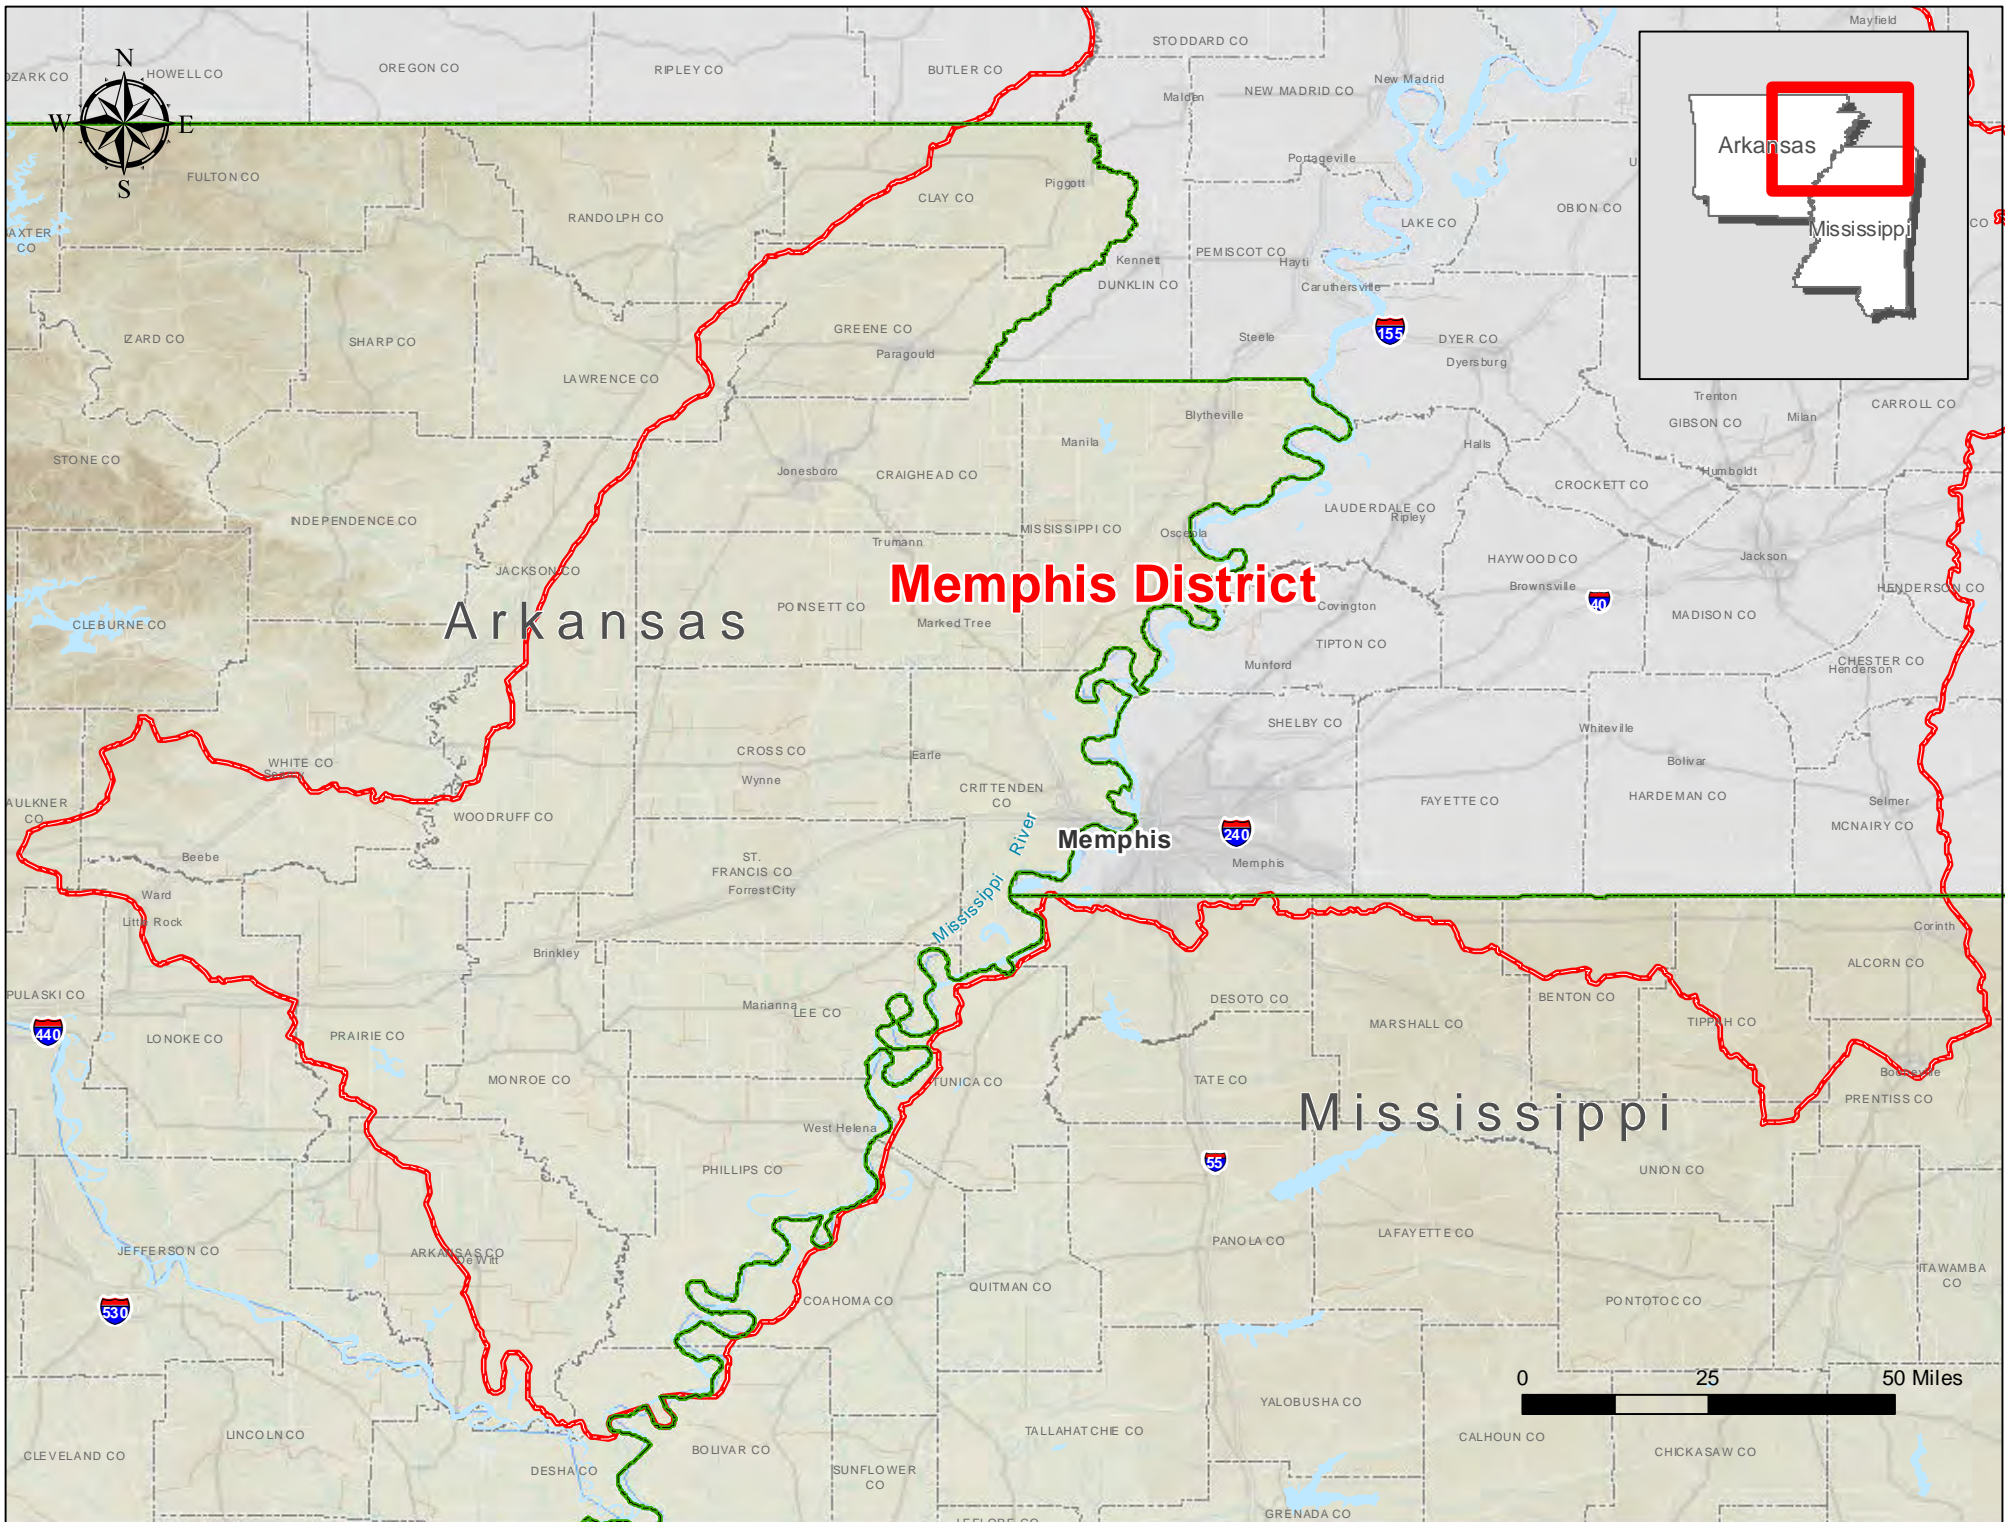 STODDARD CO
Mayfield
N
OZARK CO
HOWELL CO
OREGON CO
RIPLEY CO
BUTLER CO
New Madrid
NEW MADRID CO
Malden
W
E
S
Arkansas
Mississippi
FULTON CO
Piggott
Portageville
CLAY CO
RANDOLPH CO
OBION CO
LAKE CO
CO
AXTER
CO
Kennett
PEMISCOT CO
Hayti
DUNKLIN CO
Caruthersville
IZARD CO
SHARP CO
GREENE CO
Paragould
Steele
155
DYER CO
Dyersburg
LAWRENCE CO
Trenton
CARROLL CO
Milan
GIBSON CO
Blytheville
Manila
Halls
STONE CO
Jonesboro
CRAIGHEAD CO
Humboldt
CROCKETT CO
INDEPENDENCE CO
LAUDERDALE CO
Ripley
MISSISSIPPI CO
Osceola
Trumann
HAYWOOD CO
Jackson
JACKSON CO
Memphis District
Brownsville
40
HENDERSON CO
POINSETT CO
Covington
MADISON CO
Arkansas
CLEBURNE CO
Marked Tree
TIPTON CO
Munford
CHESTER CO
Henderson
SHELBY CO
Whiteville
CROSS CO
Earle
WHITE CO
Searcy
Wynne
Bolivar
CRITTENDEN
CO
FAYETTE CO
HARDEMAN CO
Selmer
AULKNER
CO
WOODRUFF CO
MCNAIRY CO
240
Memphis
River
Beebe
ST.
FRANCIS CO
Forrest City
Memphis
Mississippi
Ward
Little Rock
Corinth
Brinkley
ALCORN CO
PULASKI CO
Marianna
LEE CO
DESOTO CO
BENTON CO
440
LONOKE CO
PRAIRIE CO
MARSHALL CO
TIPPAH CO
MONROE CO
TUNICA CO
TATE CO
Booneville
PRENTISS CO
Mississippi
West Helena
PHILLIPS CO
55
UNION CO
JEFFERSON CO
ARKANSAS CO
De Witt
PANOLA CO
LAFAYETTE CO
ITAWAMBA
CO
530
COAHOMA CO
QUITMAN CO
PONTOTOC CO
0
25
50 Miles
YALOBUSHA CO
LINCOLN CO
TALLAHATCHIE CO
CALHOUN CO
CHICKASAW CO
CLEVELAND CO
DESHA CO
BOLIVAR CO
SUNFLOWER
CO
GRENADA CO
LEFLORE CO